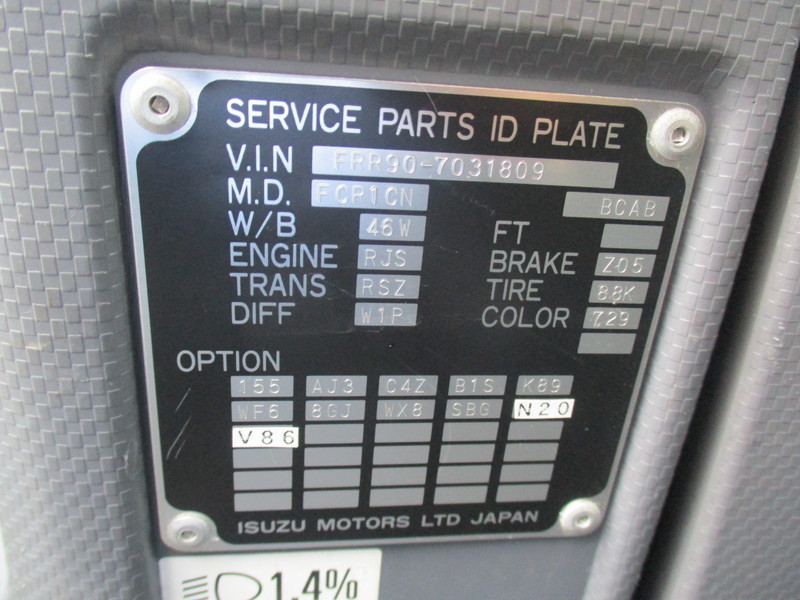 SERVICE PARTS ID PLATE
V.I.N FRR90-7031809
M.D. FCR1CN BCAB
W/B 46W FT
ENGINE RJS BRAKE Z05
TRANS RSZ TIRE 88K
DIFF W1P COLOR 729
OPTION
155 AJ3 C4Z B1S K89
WF6 8GJ WX8 SBG N20
V86
ISUZU MOTORS LTD JAPAN
1.4%